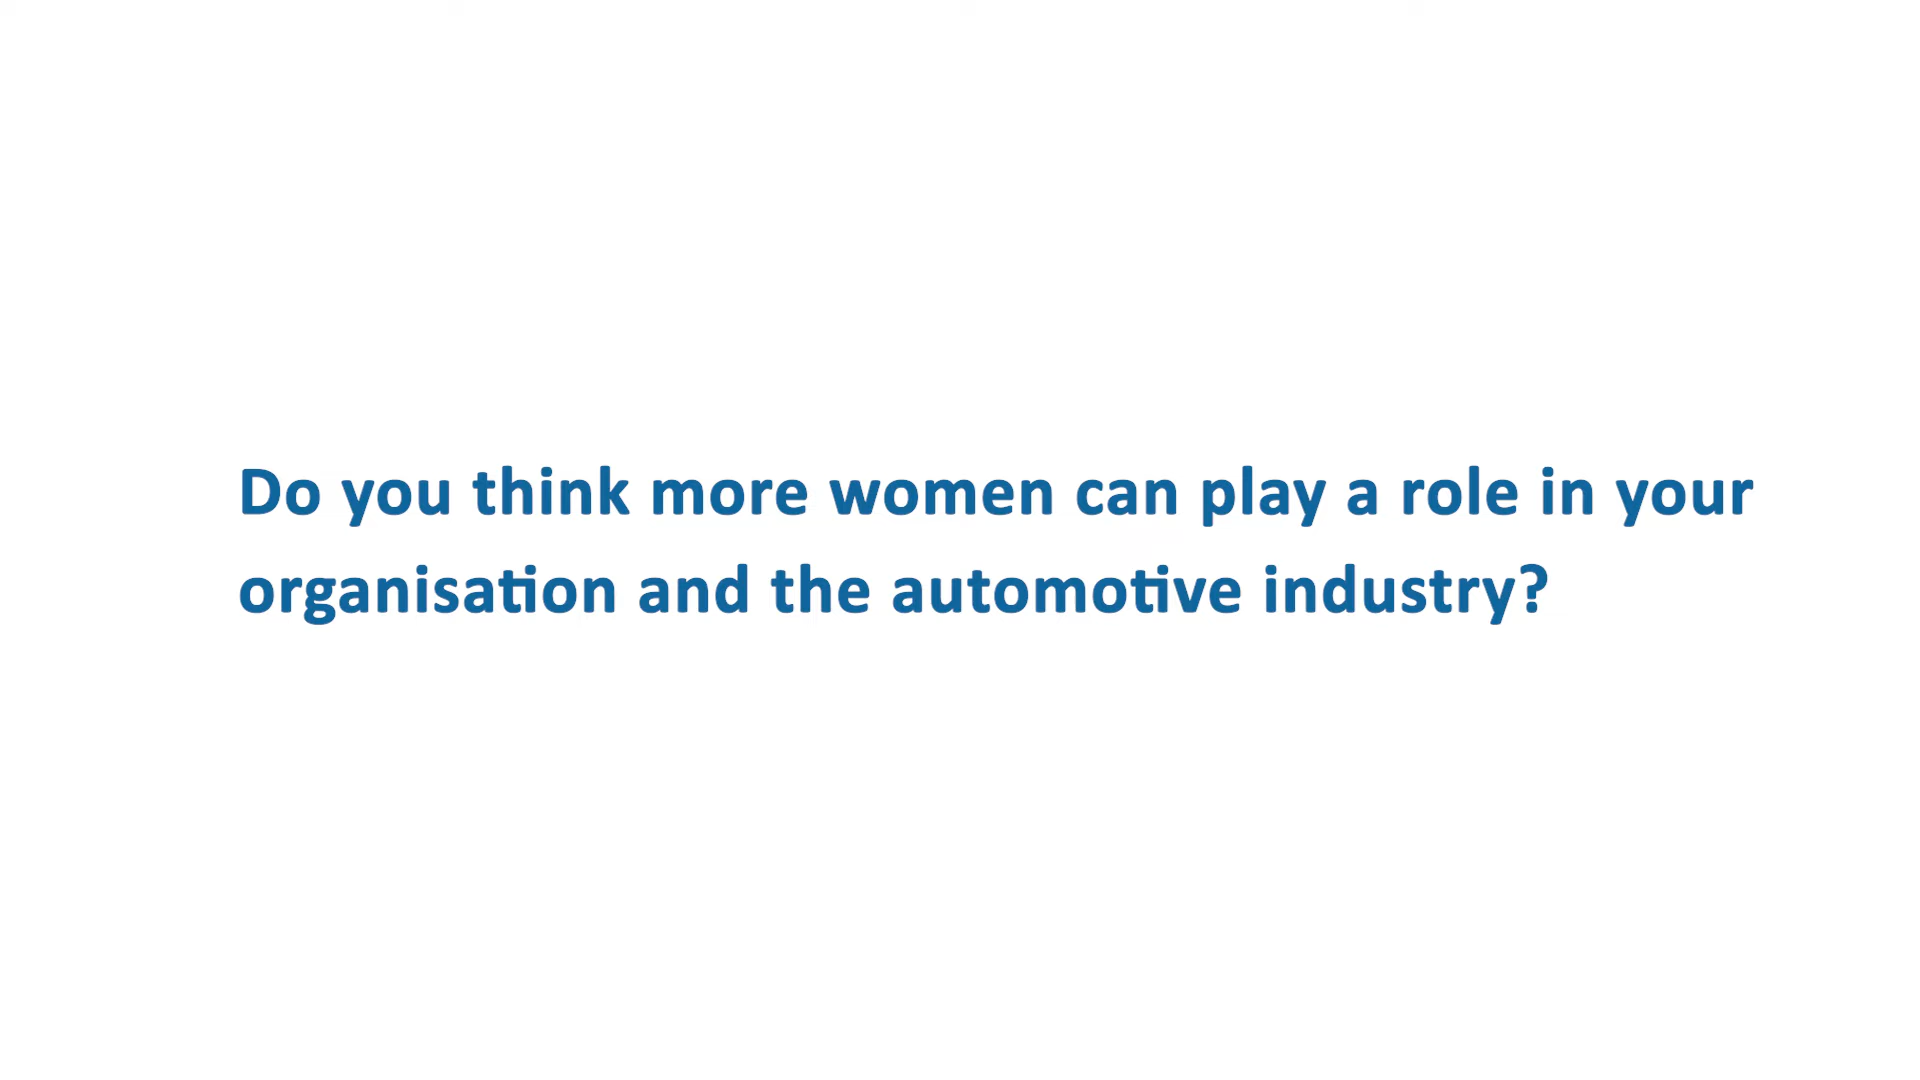 Do you think more women can play a role in your
organisation and the automotive industry?